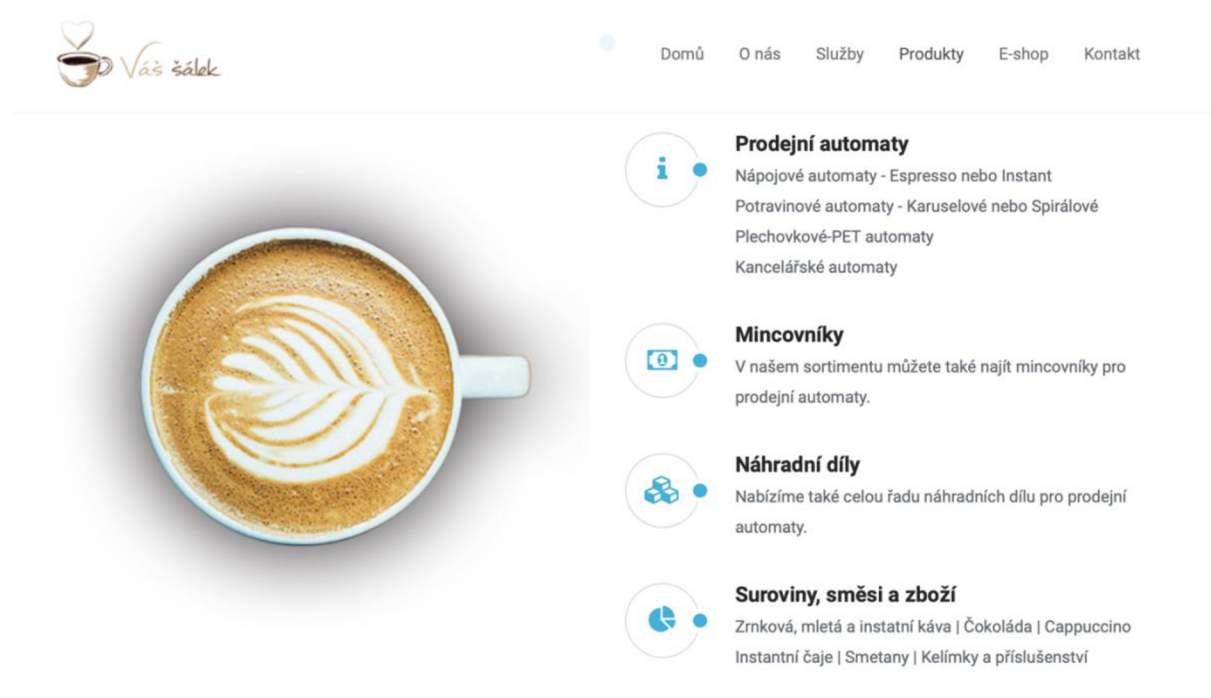 Váš šálek
Domů O nás Služby Produkty E-shop Kontakt
Prodejní automaty
Nápojové automaty - Espresso nebo Instant
Potravinové automaty - Karuselové nebo Spirálové
Plechovkové-PET automaty
Kancelářské automaty
Mincovníky
V našem sortimentu můžete také najít mincovníky pro
prodejní automaty.
Náhradní díly
Nabízíme také celou řadu náhradních dílu pro prodejní
automaty.
Suroviny, směsi a zboží
Zrnková, mletá a instatní káva | Čokoláda | Cappuccino
Instantní čaje | Smetany | Kelímky a příslušenství